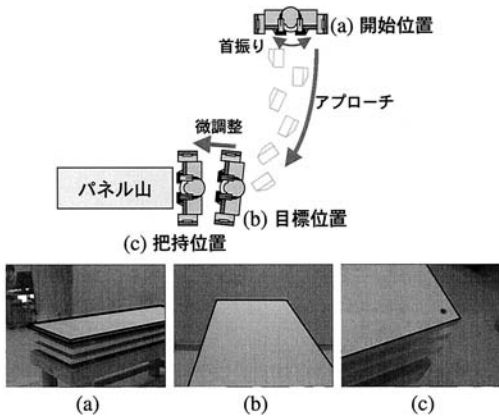 (a) 開始位置
首振り
アプローチ
微調整
パネル山
(b) 目標位置
(c) 把持位置
(a)
(b)
(c)